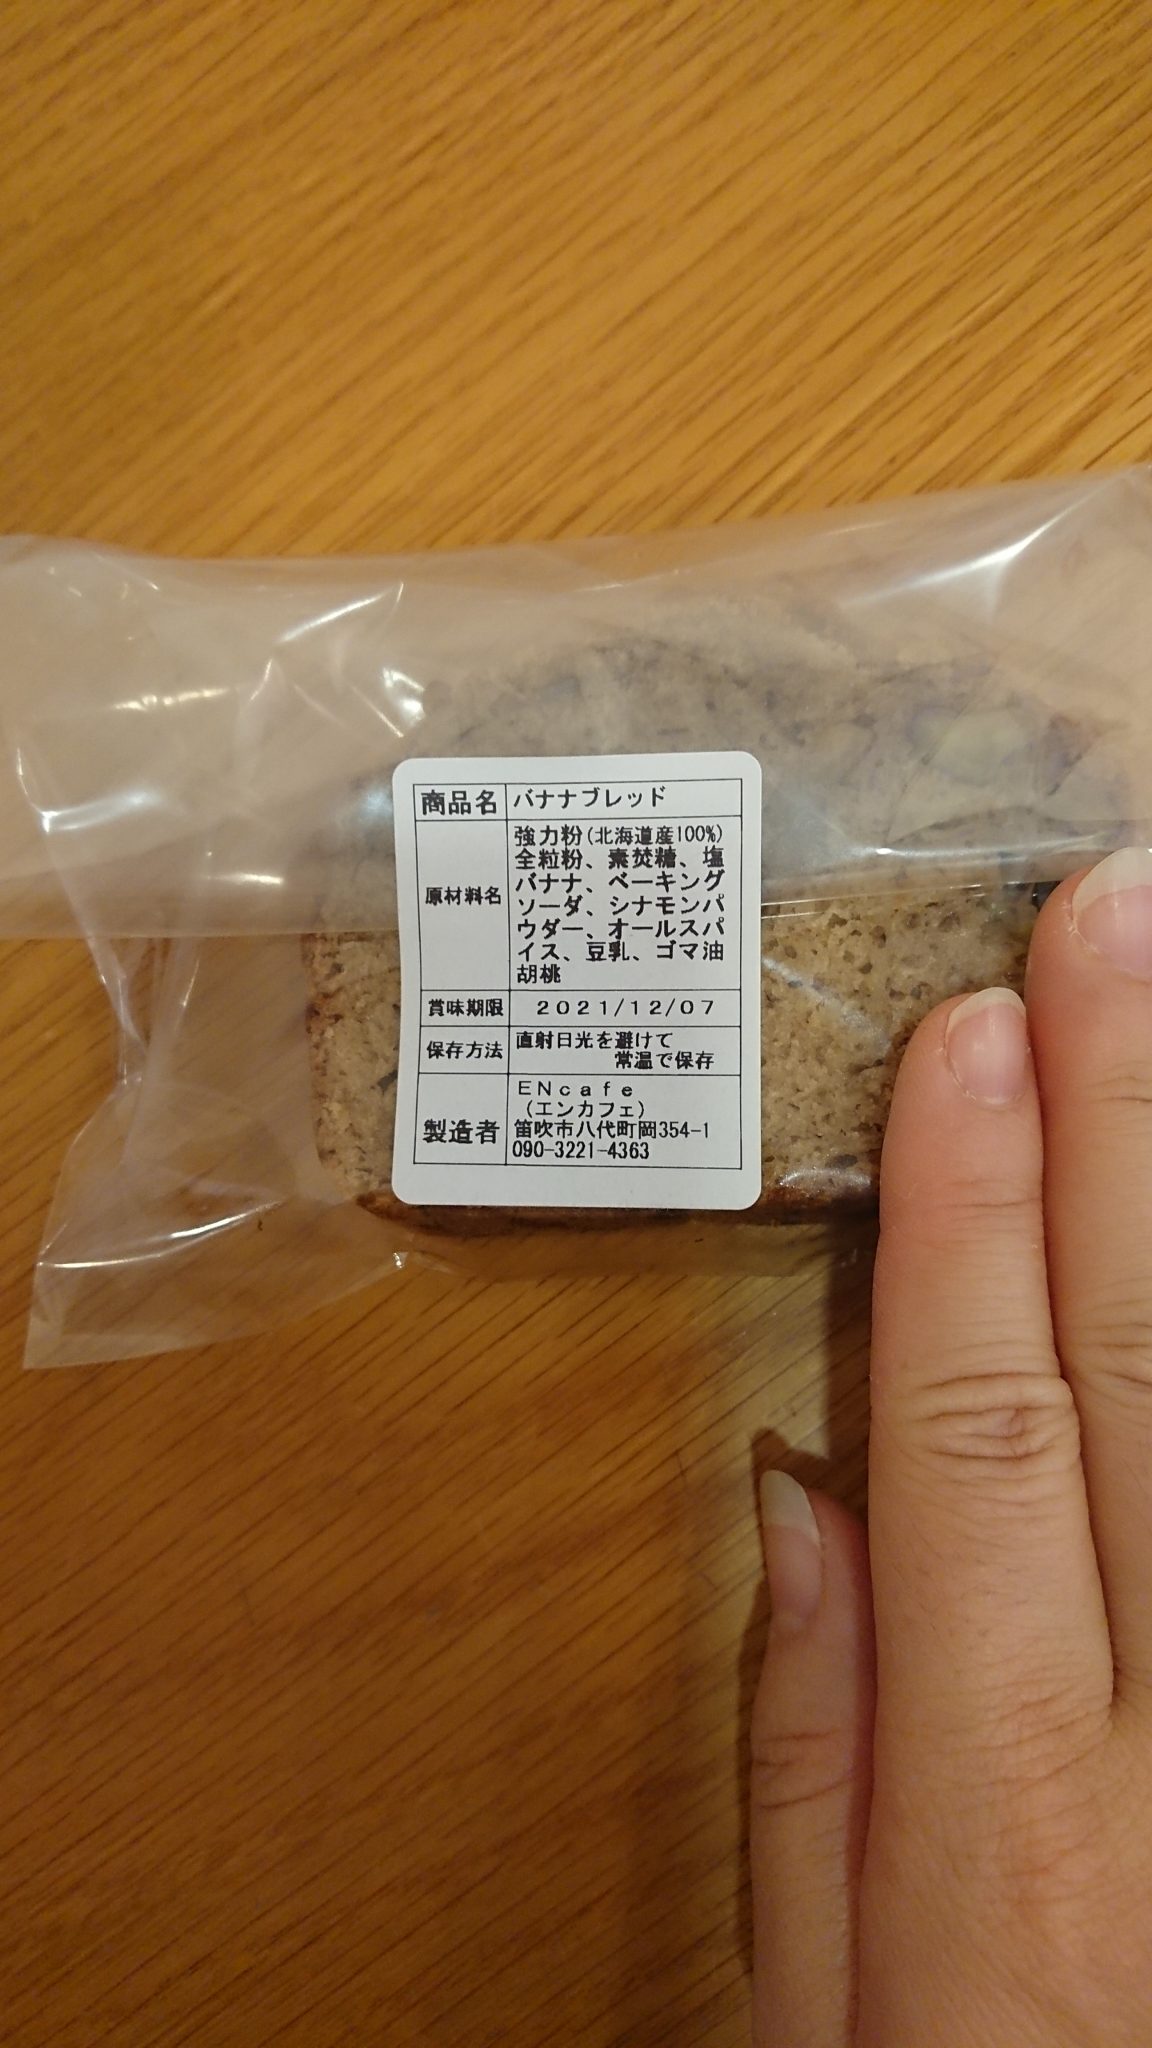 商品名 バナナブレッド
原材料名 強力粉(北海道産100%)
全粒粉、素焚糖、塩
バナナ、ベーキング
ソーダ、シナモンパ
ウダー、オールスパ
イス、豆乳、ゴマ油
胡桃
賞味期限 2021/12/07
保存方法 直射日光を避けて
常温で保存
製造者 ENcafe
(エンカフェ)
笛吹市八代町岡354-1
090-3221-4363